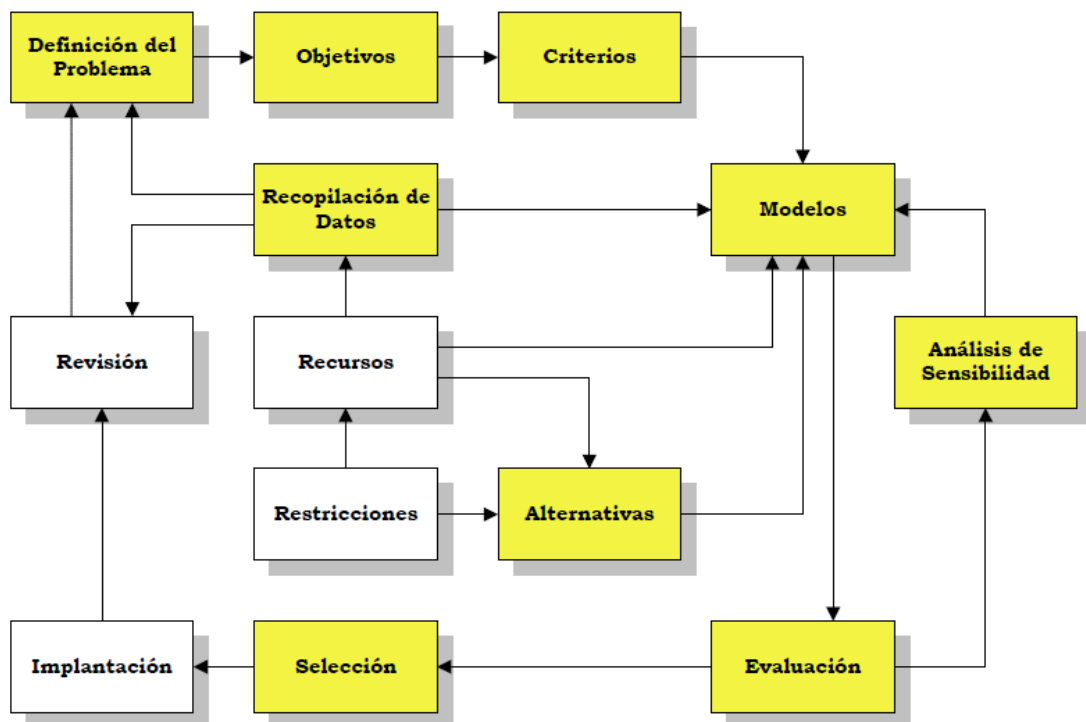 Definición del
Problema
Objetivos
Criterios
Recopilación de
Datos
Modelos
Revisión
Recursos
Análisis de
Sensibilidad
Restricciones
Alternativas
Implantación
Selección
Evaluación